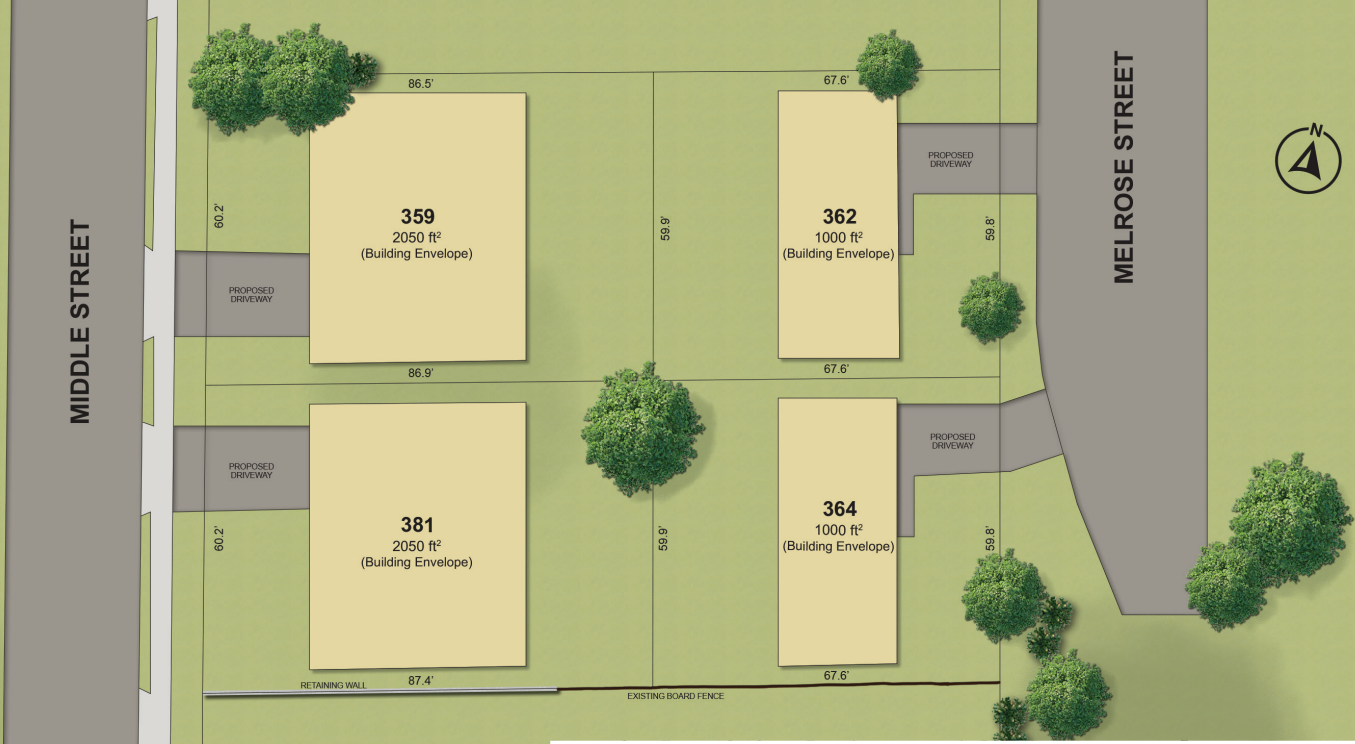 N
86.5’
67.6’
PROPOSED
DRIVEWAY
MELROSE STREET
359
2050 ft²
(Building Envelope)
362
1000 ft²
(Building Envelope)
60.2’
59.9’
59.8’
MIDDLE STREET
PROPOSED
DRIVEWAY
86.9’
67.6’
PROPOSED
DRIVEWAY
PROPOSED
DRIVEWAY
381
2050 ft²
(Building Envelope)
364
1000 ft²
(Building Envelope)
60.2’
59.9’
59.8’
RETAINING WALL
87.4’
67.6’
EXISTING BOARD FENCE